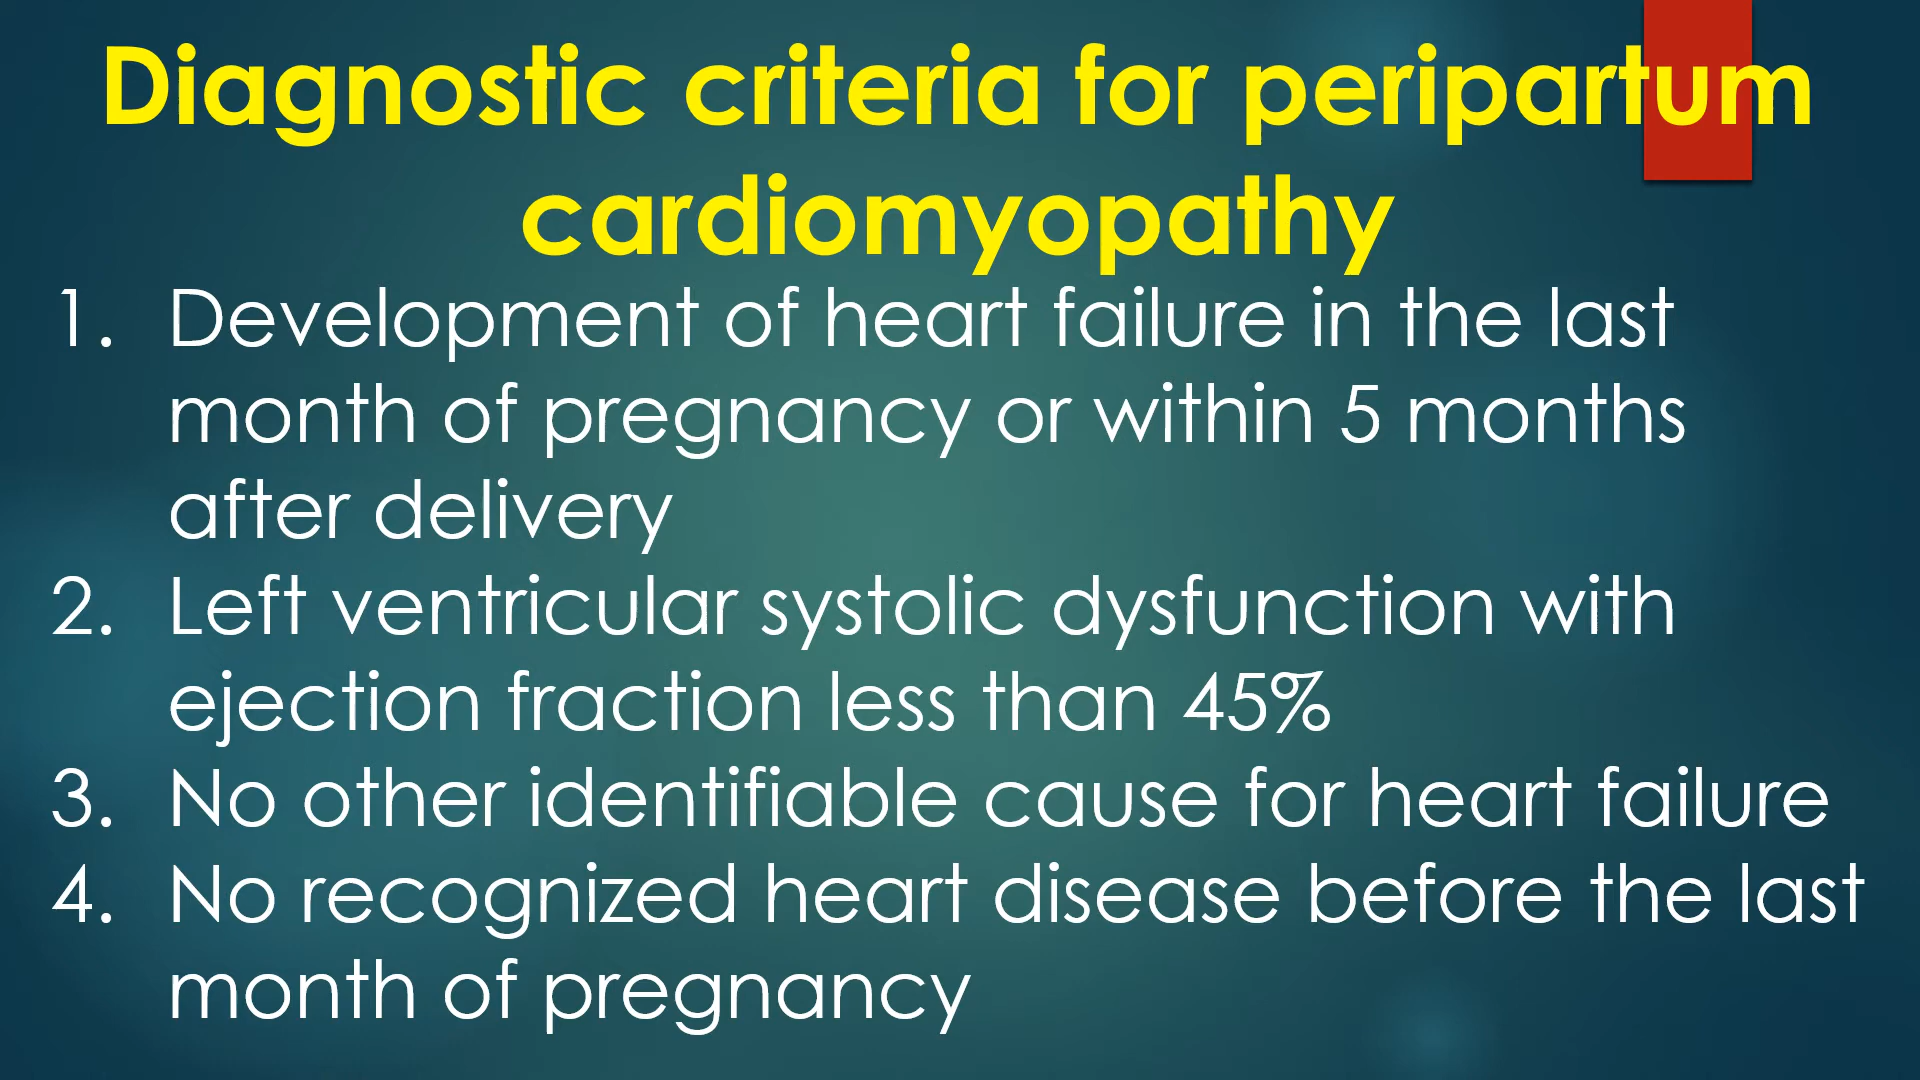 Diagnostic criteria for peripartum
cardiomyopathy
1. Development of heart failure in the last
month of pregnancy or within 5 months
after delivery
2. Left ventricular systolic dysfunction with
ejection fraction less than 45%
3. No other identifiable cause for heart failure
4. No recognized heart disease before the last
month of pregnancy